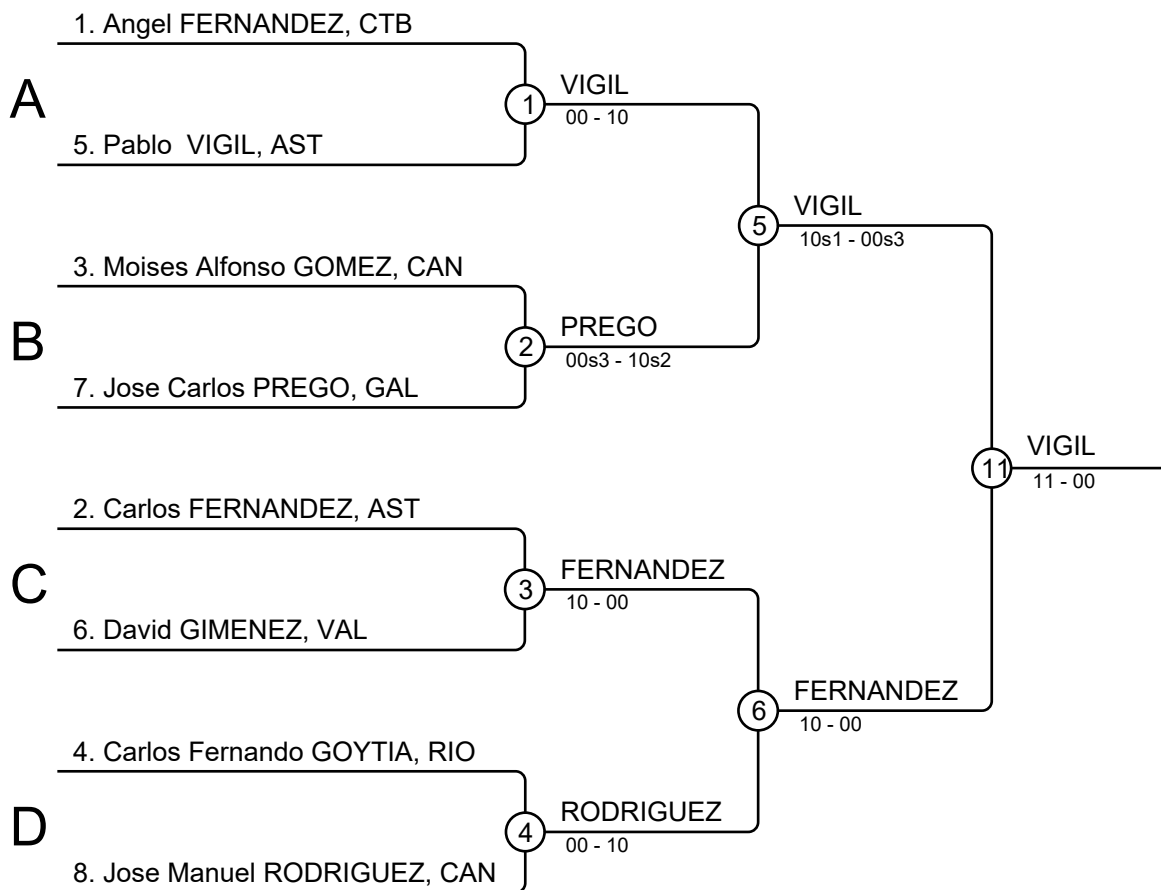 1. Angel FERNANDEZ, CTB
A
1
VIGIL
00 - 10
5. Pablo  VIGIL, AST
5
VIGIL
10s1 - 00s3
3. Moises Alfonso GOMEZ, CAN
B
2
PREGO
00s3 - 10s2
7. Jose Carlos PREGO, GAL
11
VIGIL
11 - 00
2. Carlos FERNANDEZ, AST
C
3
FERNANDEZ
10 - 00
6. David GIMENEZ, VAL
6
FERNANDEZ
10 - 00
4. Carlos Fernando GOYTIA, RIO
D
4
RODRIGUEZ
00 - 10
8. Jose Manuel RODRIGUEZ, CAN